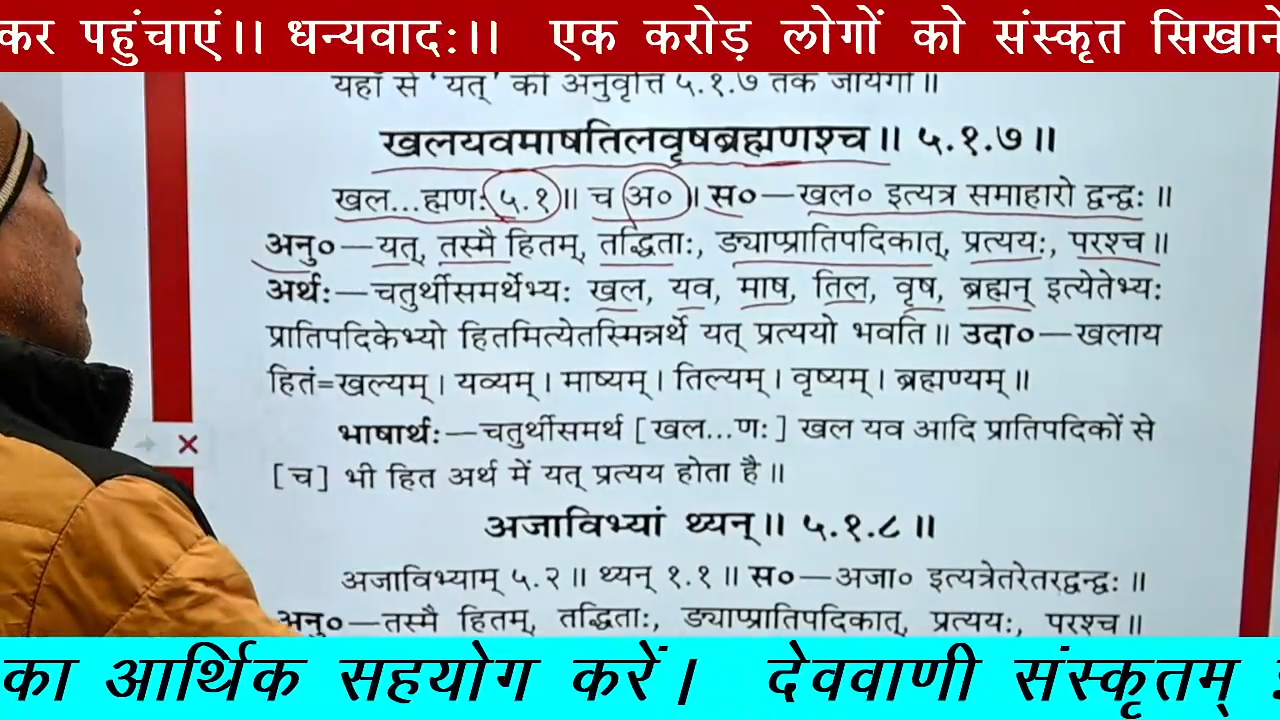 कर पहुंचाएं।। धन्यवादः।। एक करोड़ लोगों को संस्कृत सिखाने
यहाँ से 'यत्' की अनुवृत्ति ५.१.७ तक जायेगी॥
खलयवमाषतिलवृषब्रह्मणश्च॥ ५.१.७॥
खल...ह्मणः ५.१॥ च अ०॥ स०—खल० इत्यत्र समाहारो द्वन्द्वः॥
अनु०—यत्, तस्मै हितम्, तद्धिताः, ङ्याप्प्रातिपदिकात्, प्रत्ययः, परश्च॥
अर्थः—चतुर्थीसमर्थेभ्यः खल, यव, माष, तिल, वृष, ब्रह्मन् इत्येतेभ्यः
प्रातिपदिकेभ्यो हितमित्येतस्मिन्नर्थे यत् प्रत्ययो भवति॥ उदा०—खलाय
हितं=खल्यम्। यव्यम्। माष्यम्। तिल्यम्। वृष्यम्। ब्रह्मण्यम्॥
भाषार्थः—चतुर्थीसमर्थ [खल...णः] खल यव आदि प्रातिपदिकों से
[च] भी हित अर्थ में यत् प्रत्यय होता है॥
अजाविभ्यां थ्यन्॥ ५.१.८॥
अजाविभ्याम् ५.२॥ थ्यन् १.१॥ स०—अजा० इत्यत्रेतरेतरद्वन्द्वः॥
अनु०—तस्मै हितम्, तद्धिताः, ङ्याप्प्रातिपदिकात्, प्रत्ययः, परश्च॥
का आर्थिक सहयोग करें। देववाणी संस्कृतम्